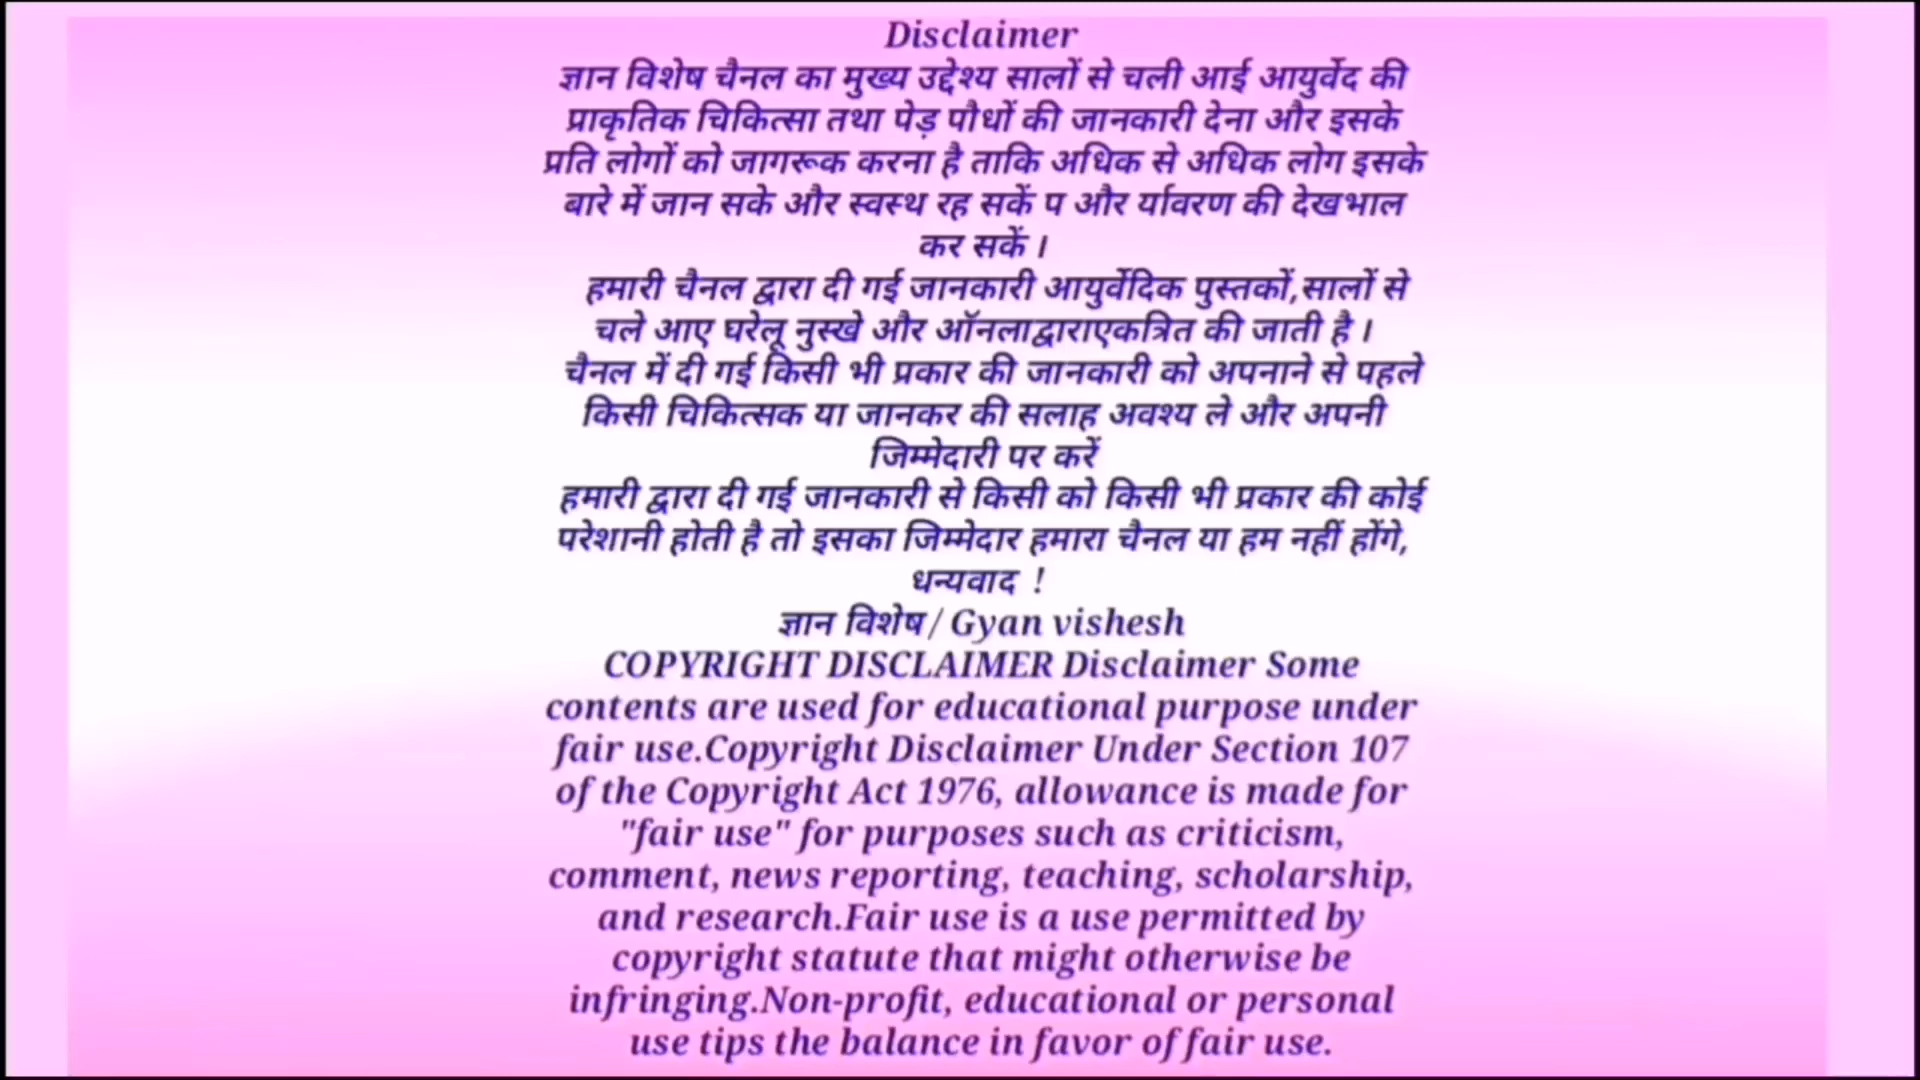 Disclaimer
ज्ञान विशेष चैनल का मुख्य उद्देश्य सालों से चली आई आयुर्वेद की
प्राकृतिक चिकित्सा तथा पेड़ पौधों की जानकारी देना और इसके
प्रति लोगों को जागरूक करना है ताकि अधिक से अधिक लोग इसके
बारे में जान सके और स्वस्थ रह सकें प और र्यावरण की देखभाल
कर सकें ।
हमारी चैनल द्वारा दी गई जानकारी आयुर्वेदिक पुस्तकों,सालों से
चले आए घरेलू नुस्खे और ऑनलाद्वाराएकत्रित की जाती है ।
चैनल में दी गई किसी भी प्रकार की जानकारी को अपनाने से पहले
किसी चिकित्सक या जानकर की सलाह अवश्य ले और अपनी
जिम्मेदारी पर करें
हमारी द्वारा दी गई जानकारी से किसी को किसी भी प्रकार की कोई
परेशानी होती है तो इसका जिम्मेदार हमारा चैनल या हम नहीं होंगे,
धन्यवाद !
ज्ञान विशेष/ Gyan vishesh
COPYRIGHT DISCLAIMER Disclaimer Some
contents are used for educational purpose under
fair use.Copyright Disclaimer Under Section 107
of the Copyright Act 1976, allowance is made for
"fair use" for purposes such as criticism,
comment, news reporting, teaching, scholarship,
and research.Fair use is a use permitted by
copyright statute that might otherwise be
infringing.Non-profit, educational or personal
use tips the balance in favor of fair use.